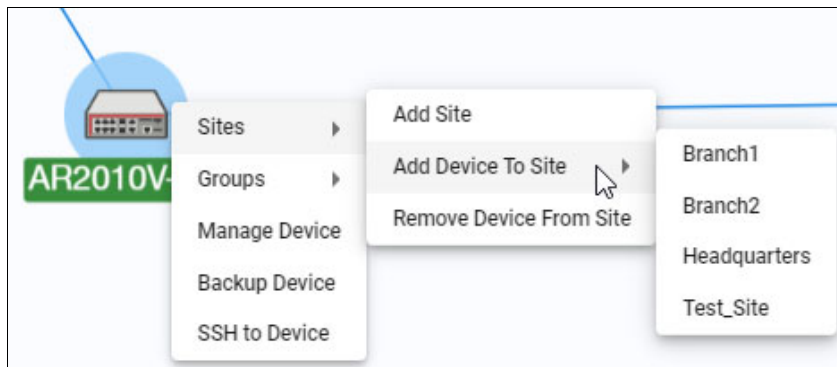 AR2010V-
Sites
Groups
Manage Device
Backup Device
SSH to Device
Add Site
Add Device To Site
Remove Device From Site
Branch1
Branch2
Headquarters
Test_Site